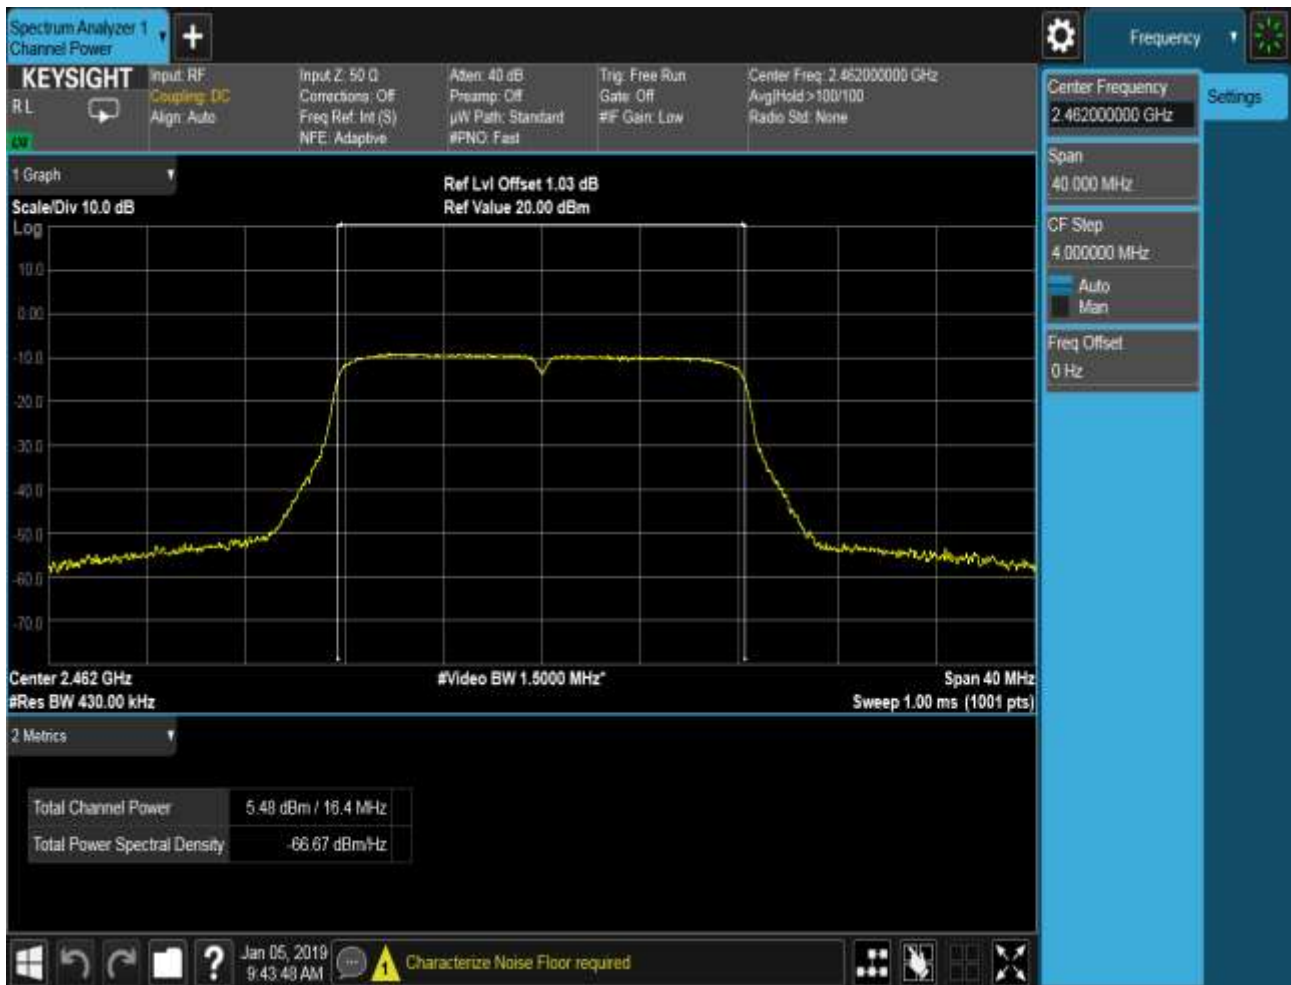 Spectrum Analyzer 1
Channel Power
Frequency
KEYSIGHT
R L
Input: RF
Coupling: DC
Align: Auto
Input Z: 50 Ω
Corrections: Off
Freq Ref: Int (S)
NFE: Adaptive
Atten: 40 dB
Preamp: Off
µW Path: Standard
#PNO: Fast
Trig: Free Run
Gate: Off
#IF Gain: Low
Center Freq: 2.462000000 GHz
Avg|Hold >100/100
Radio Std: None
Center Frequency
2.462000000 GHz
Settings
Span
40.000 MHz
CF Step
4.000000 MHz
Auto
Man
Freq Offset
0 Hz
1 Graph
Scale/Div 10.0 dB
Ref Lvl Offset 1.03 dB
Ref Value 20.00 dBm
Log
10.0
0.00
-10.0
-20.0
-30.0
-40.0
-50.0
-60.0
-70.0
Center 2.462 GHz
#Video BW 1.5000 MHz*
Span 40 MHz
#Res BW 430.00 kHz
Sweep 1.00 ms (1001 pts)
2 Metrics
Total Channel Power 5.48 dBm / 16.4 MHz
Total Power Spectral Density -66.67 dBm/Hz
?
Jan 05, 2019
9:43:48 AM
1
Characterize Noise Floor required